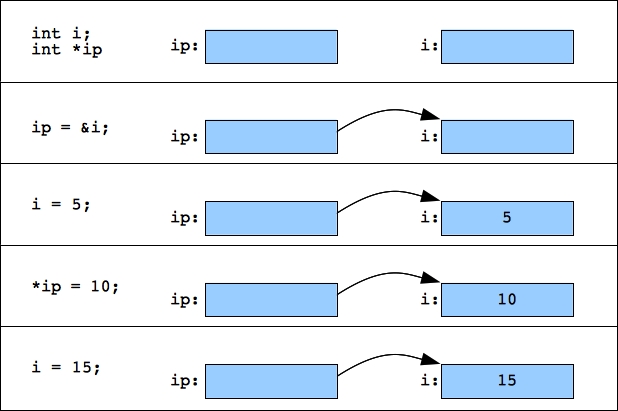 int i;
int *ip
ip:
i:
ip = &i;
ip:
i:
i = 5;
ip:
i:
5
*ip = 10;
ip:
i:
10
i = 15;
ip:
i:
15